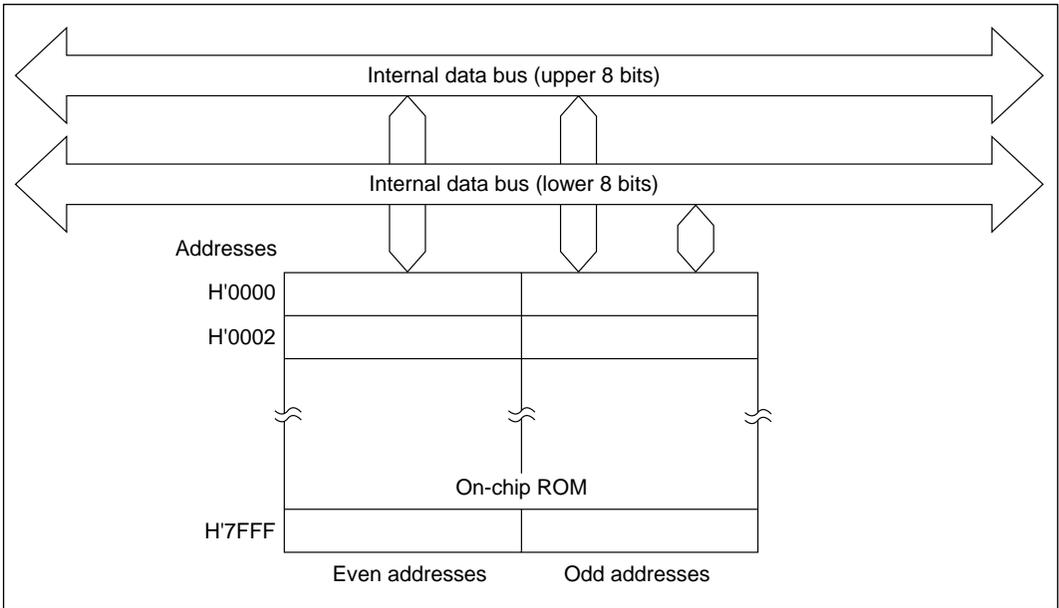 Internal data bus (upper 8 bits)
Internal data bus (lower 8 bits)
Addresses
H'0000
H'0002
On-chip ROM
H'7FFF
Even addresses
Odd addresses